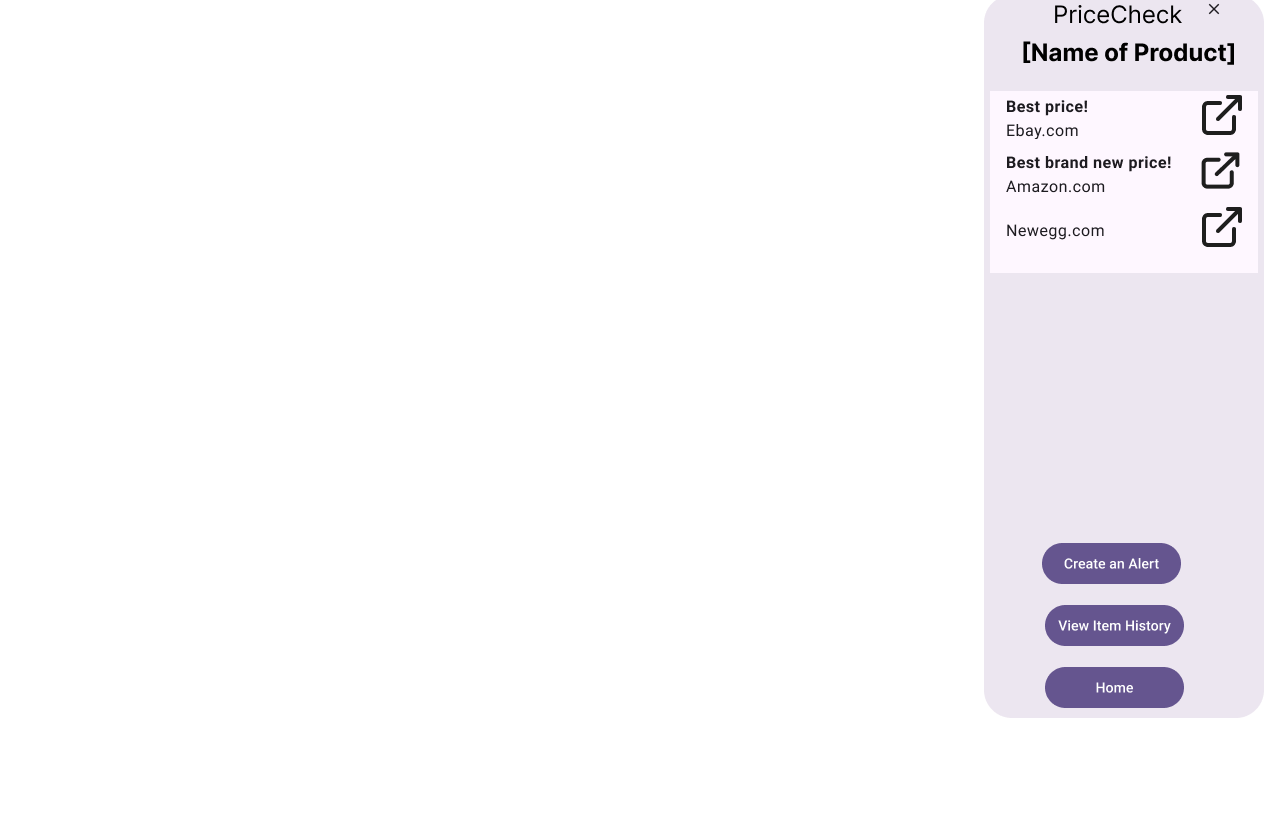 PriceCheck
[Name of Product]
Best price!
Ebay.com
Best brand new price!
Amazon.com
Newegg.com
Create an Alert
View Item History
Home